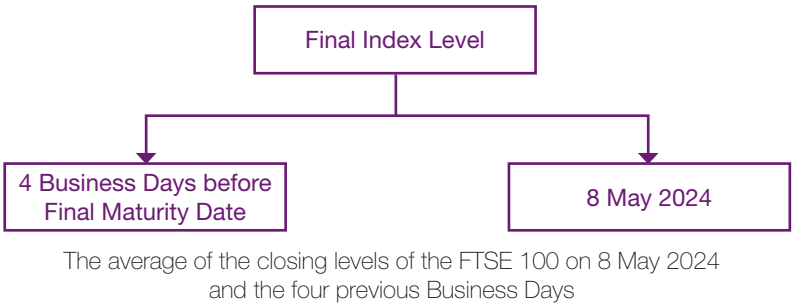 Final Index Level
4 Business Days before
Final Maturity Date
8 May 2024
The average of the closing levels of the FTSE 100 on 8 May 2024
and the four previous Business Days